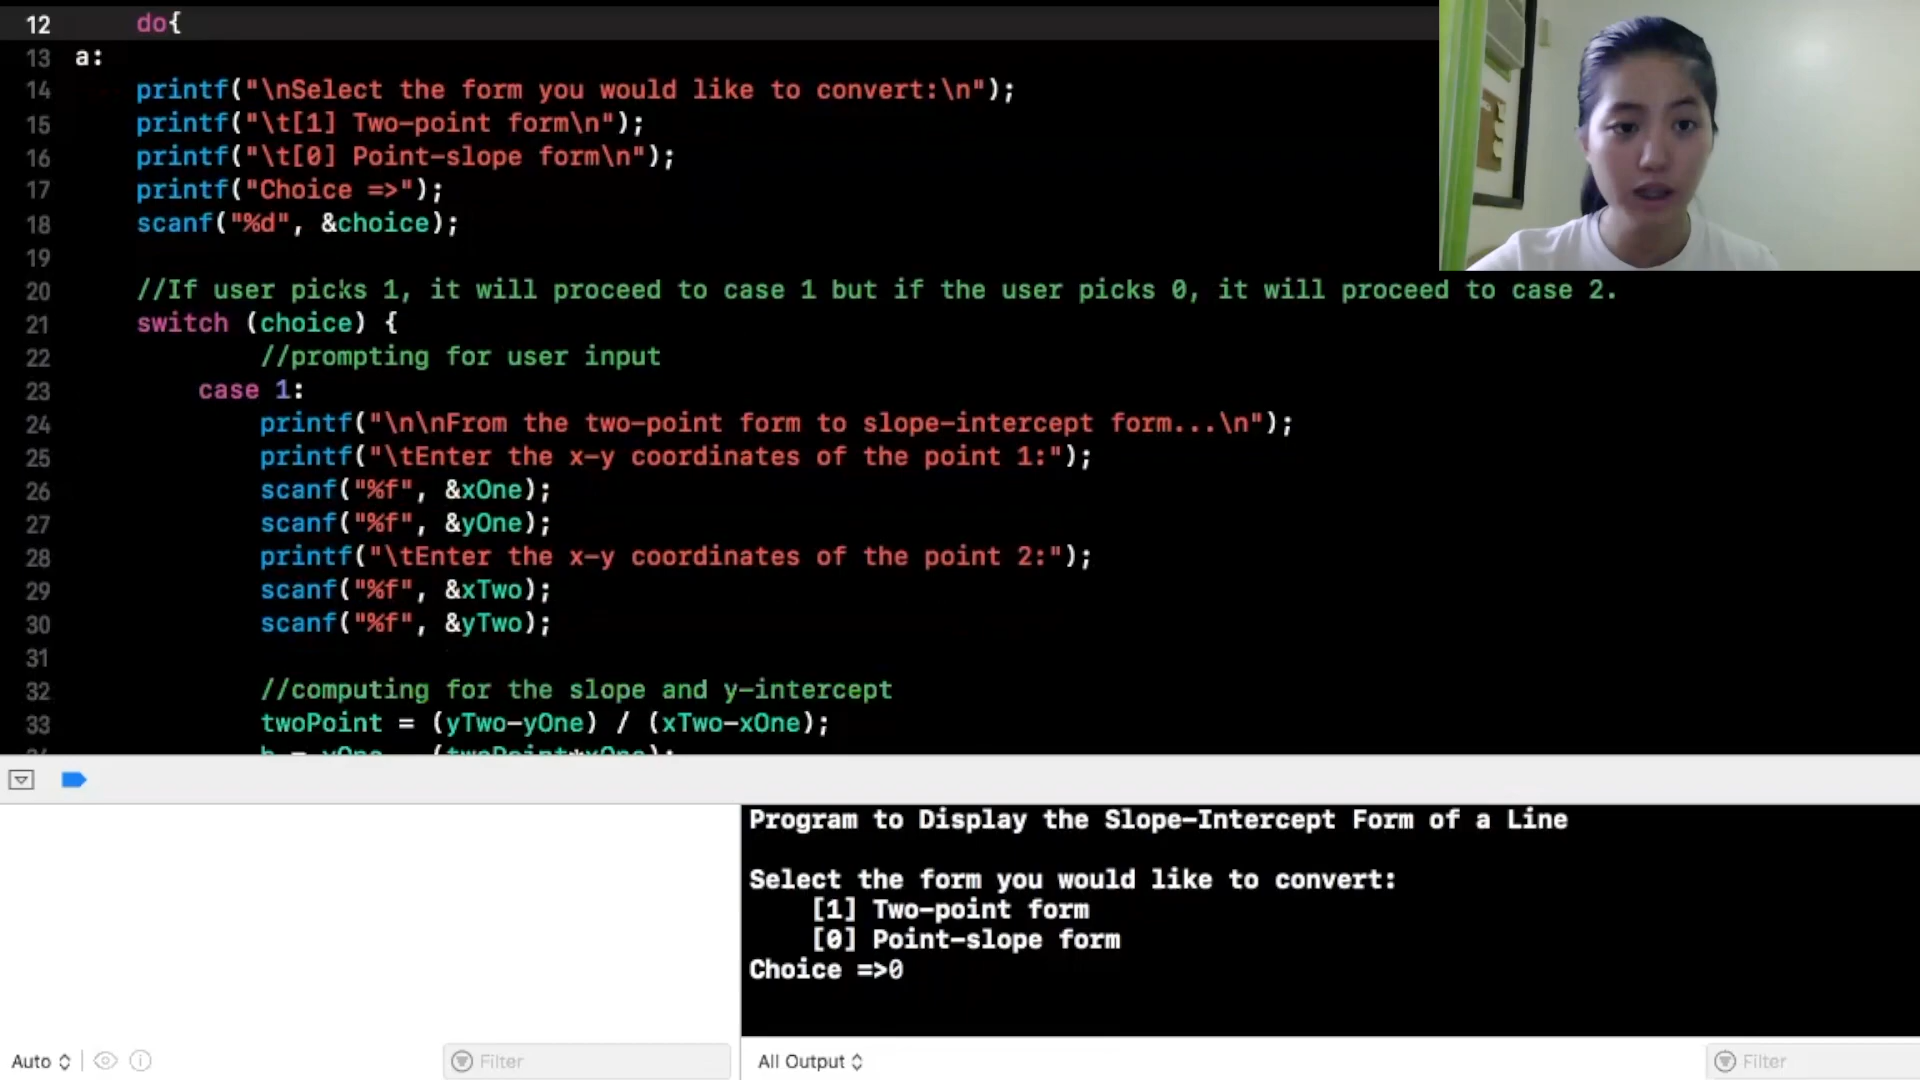 12 do{
13 a:
14 printf("\nSelect the form you would like to convert:\n");
15 printf("\t[1] Two-point form\n");
16 printf("\t[0] Point-slope form\n");
17 printf("Choice =>");
18 scanf("%d", &choice);
19
20 //If user picks 1, it will proceed to case 1 but if the user picks 0, it will proceed to case 2.
21 switch (choice) {
22 //prompting for user input
23 case 1:
24 printf("\n\nFrom the two-point form to slope-intercept form...\n");
25 printf("\tEnter the x-y coordinates of the point 1:");
26 scanf("%f", &xOne);
27 scanf("%f", &yOne);
28 printf("\tEnter the x-y coordinates of the point 2:");
29 scanf("%f", &xTwo);
30 scanf("%f", &yTwo);
31
32 //computing for the slope and y-intercept
33 twoPoint = (yTwo-yOne) / (xTwo-xOne);
Program to Display the Slope-Intercept Form of a Line
Select the form you would like to convert:
[1] Two-point form
[0] Point-slope form
Choice =>0
Auto
Filter
All Output
Filter